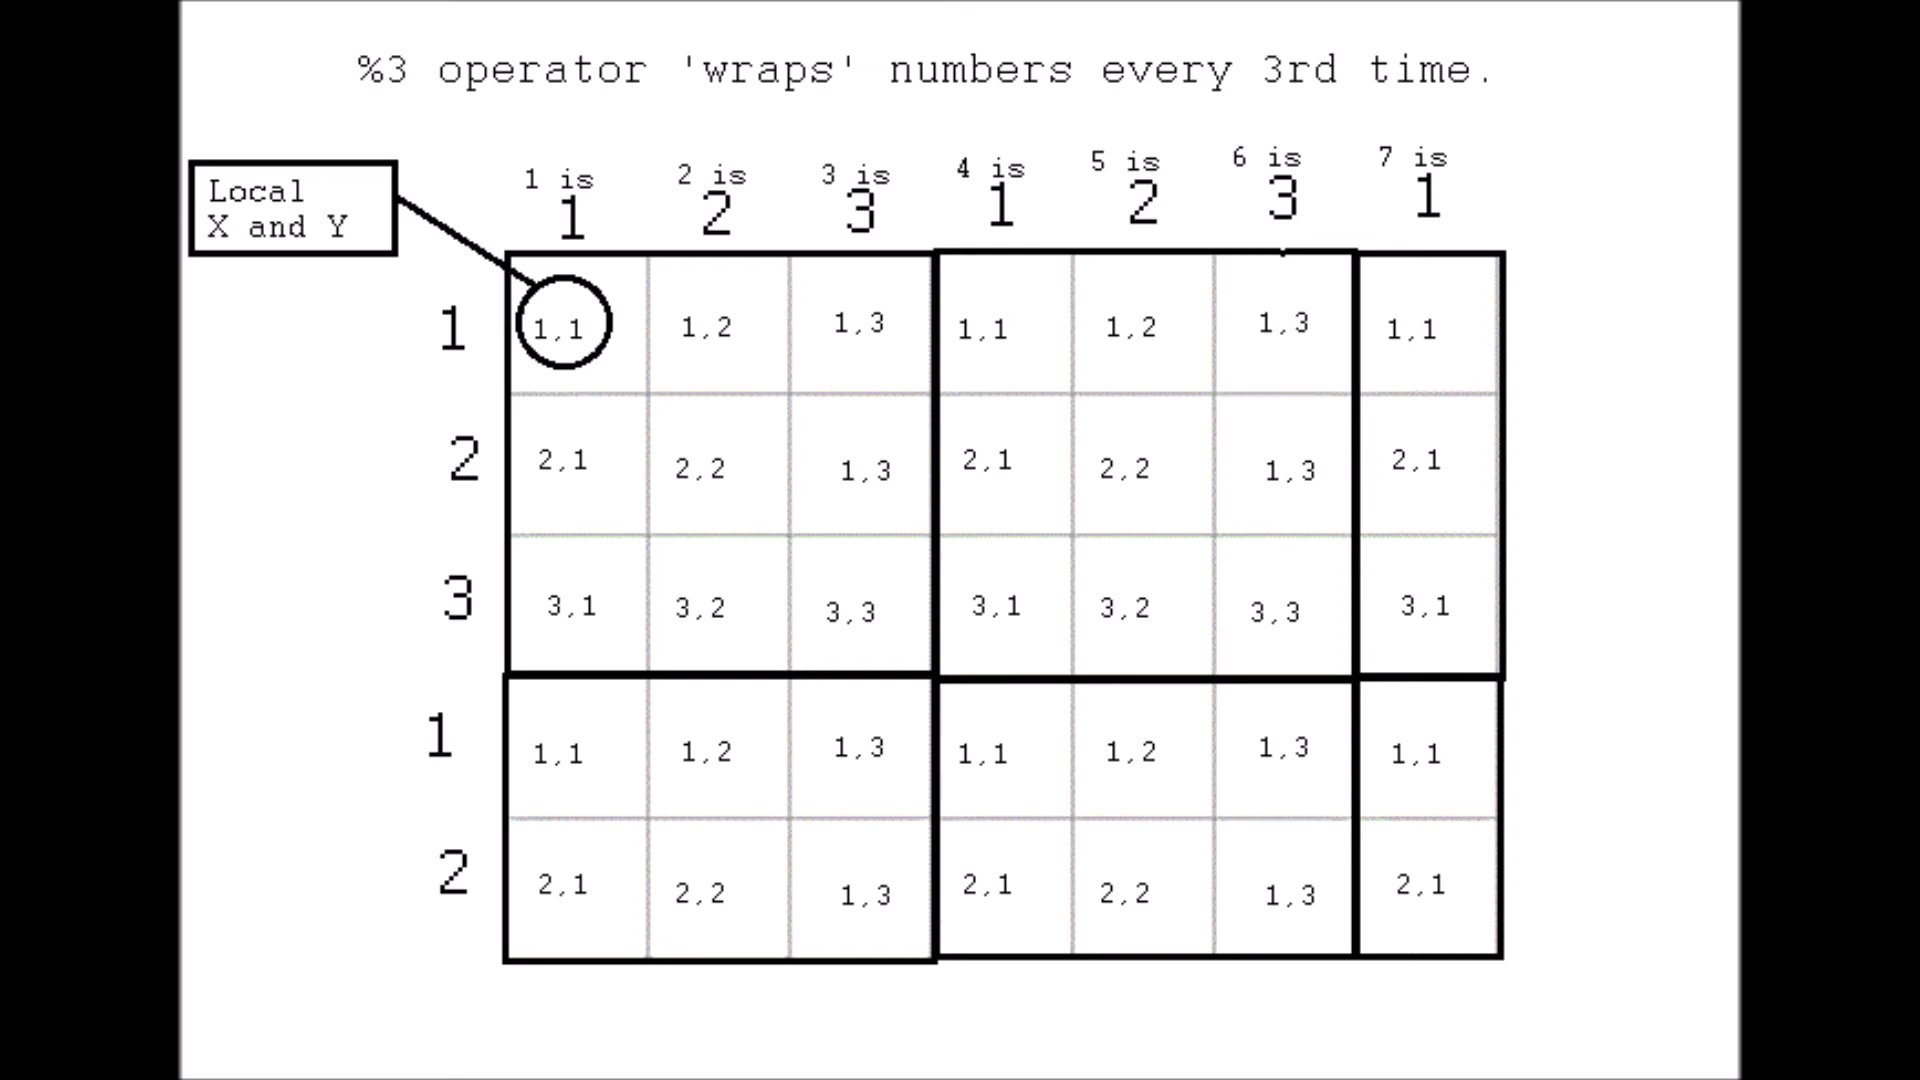 %3 operator 'wraps' numbers every 3rd time.
Local
X and Y
1 is 2 is 3 is 4 is 5 is 6 is 7 is
1 2 3 1 2 3 1
1 1,1 1,2 1,3 1,1 1,2 1,3 1,1
2 2,1 2,2 1,3 2,1 2,2 1,3 2,1
3 3,1 3,2 3,3 3,1 3,2 3,3 3,1
1 1,1 1,2 1,3 1,1 1,2 1,3 1,1
2 2,1 2,2 1,3 2,1 2,2 1,3 2,1